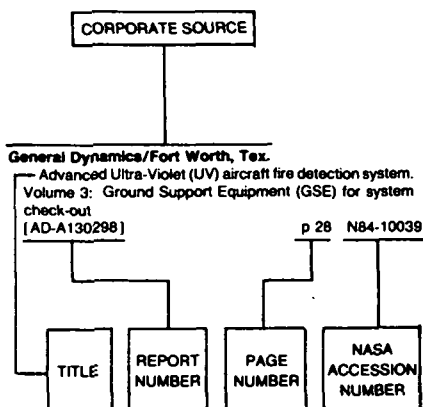 CORPORATE SOURCE
General Dynamics/Fort Worth, Tex.
Advanced Ultra-Violet (UV) aircraft fire detection system.
Volume 3: Ground Support Equipment (GSE) for system
check-out
[AD-A130298] p 28 N84-10039
TITLE
REPORT
NUMBER
PAGE
NUMBER
NASA
ACCESSION
NUMBER